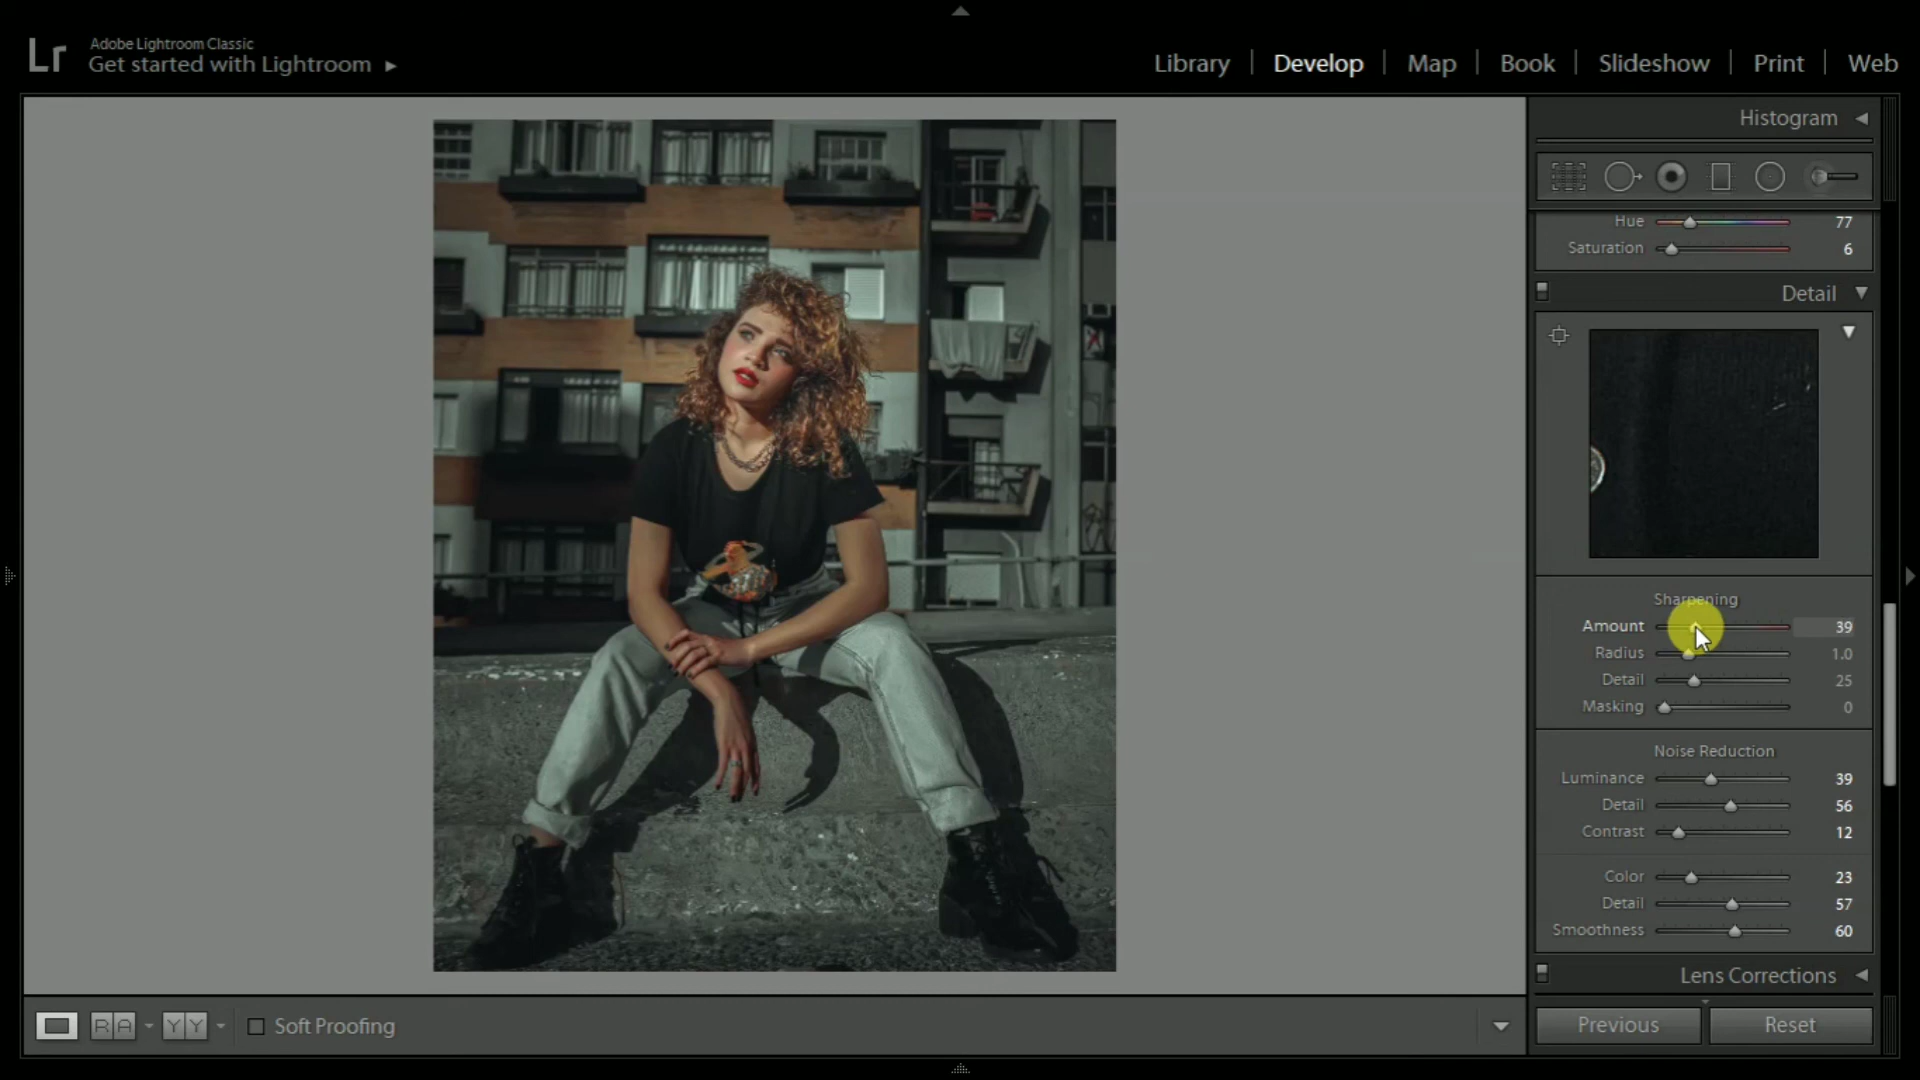 Lr
Adobe Lightroom Classic
Get started with Lightroom
Library | Develop | Map | Book | Slideshow | Print | Web
Histogram
Hue 77
Saturation 6
Detail
Sharpening
Amount 39
Radius 1.0
Detail 25
Masking 0
Noise Reduction
Luminance 39
Detail 56
Contrast 12
Color 23
Detail 57
Smoothness 60
Lens Corrections
R A Y Y Soft Proofing
Previous Reset